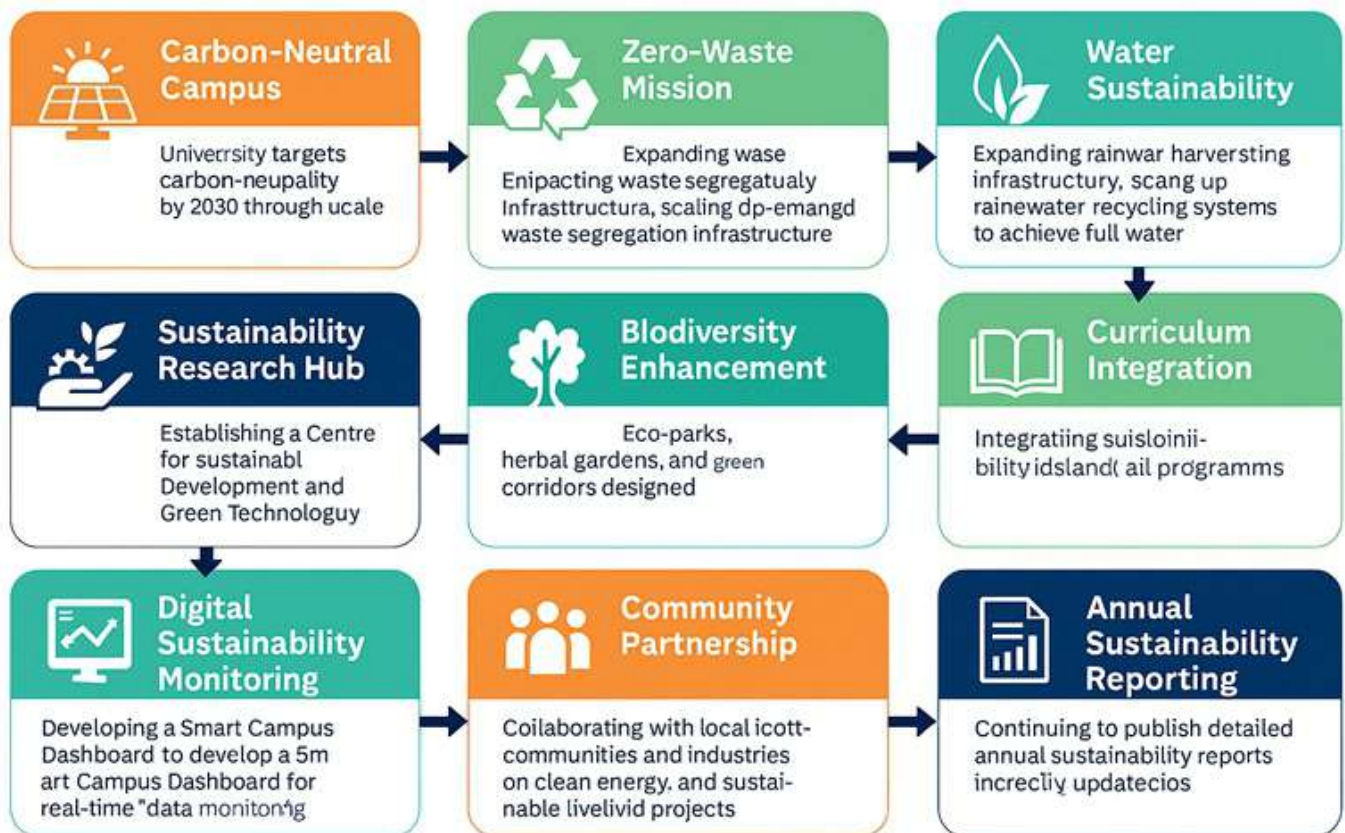 Carbon-Neutral
Campus
Univercsity targets
carbon-neupality
by 2030 through ucale
Zero-Waste
Mission
Expanding wase
Enipacting waste segregatualy
Infrasttructura, scaling dp-emangd
waste segregation infrastructure
Water
Sustainability
Expanding rainwar harversting
infrastructury, scang up
rainewater recycling systems
to achieve full water
Sustainability
Research Hub
Establishing a Centre
for sustainabl
Development and
Green Technologuy
Blodiversity
Enhancement
Eco-parks,
herbal gardens, and green
corridors designed
Curriculum
Integration
Integratiing suisloinii-
bility idsland( ail programms
Digital
Sustainability
Monitoring
Developing a Smart Campus
Dashboard to develop a 5m
art Campus Dashboard for
real-time "data
Community
Partnership
Coilaborating with local icott-
communities and industries
on clean energy. and sustai-
nable livelivid projects
Annual
Sustainability
Reporting
Continuing to publish detailed
annual sustainability reports
increcliy updatecios